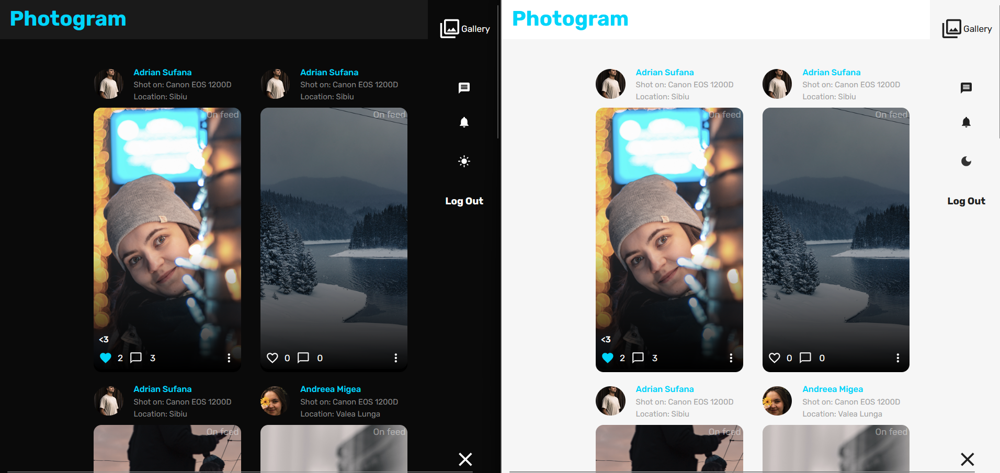 Photogram
Gallery
Adrian Sufana
Shot on: Canon EOS 1200D
Location: Sibiu
On feed
<3
2 3
Adrian Sufana
Shot on: Canon EOS 1200D
Location: Sibiu
On feed
0 0
Log Out
Adrian Sufana
Shot on: Canon EOS 1200D
Location: Sibiu
On feed
Andreea Migea
Shot on: Canon EOS 1200D
Location: Valea Lunga
On feed
Photogram
Gallery
Adrian Sufana
Shot on: Canon EOS 1200D
Location: Sibiu
On feed
<3
2 3
Adrian Sufana
Shot on: Canon EOS 1200D
Location: Sibiu
On feed
0 0
Log Out
Adrian Sufana
Shot on: Canon EOS 1200D
Location: Sibiu
On feed
Andreea Migea
Shot on: Canon EOS 1200D
Location: Valea Lunga
On feed